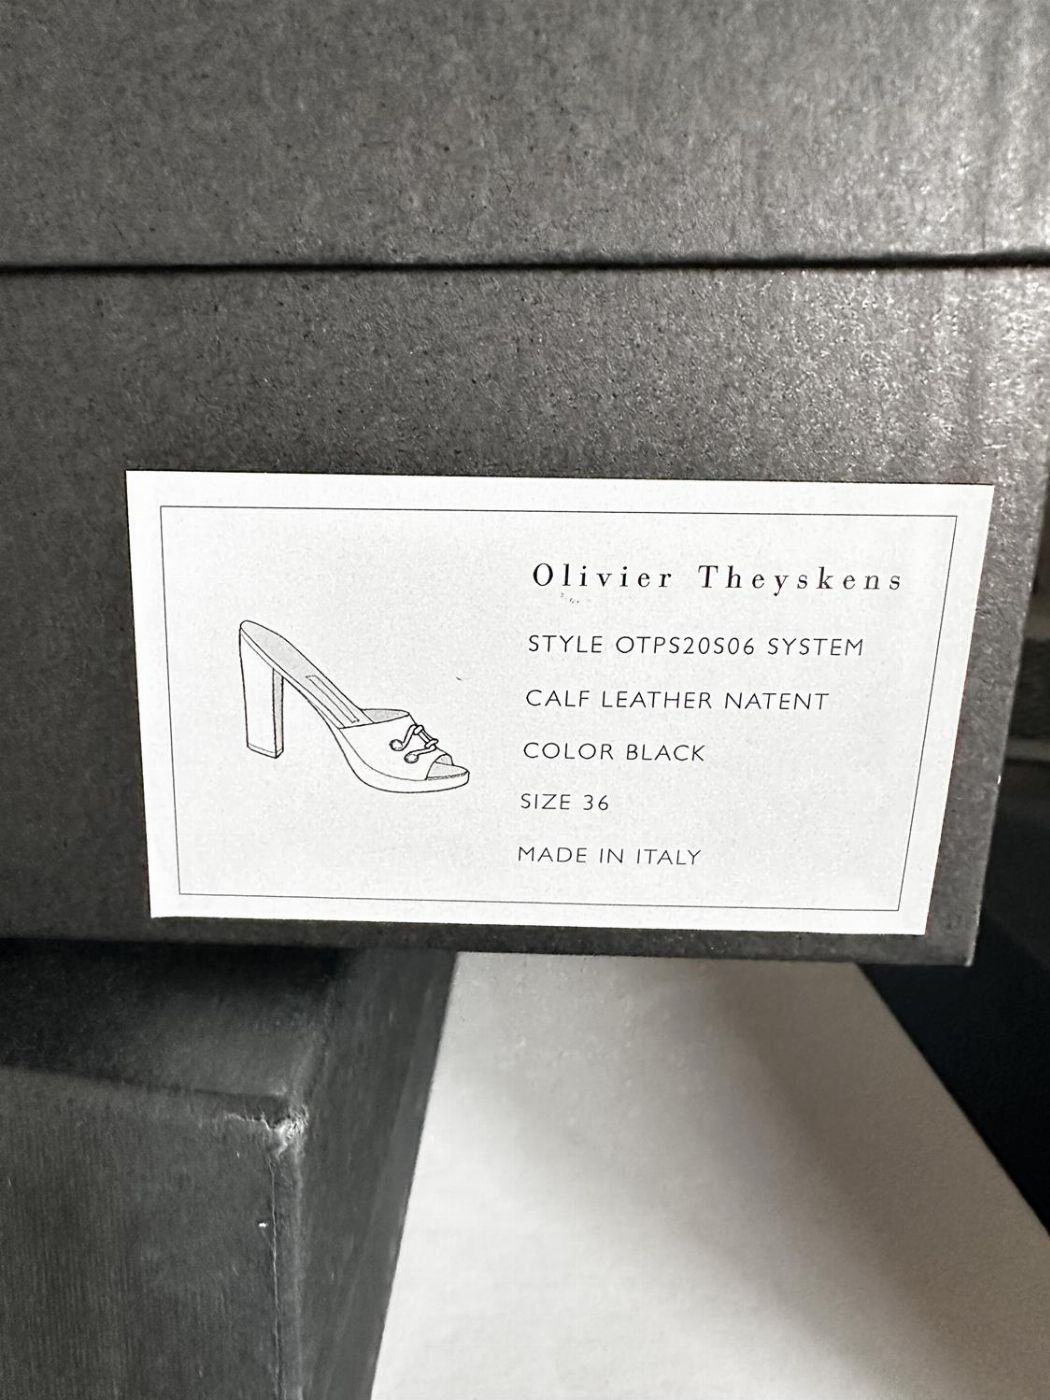 Olivier Theyskens
STYLE OTPS20S06 SYSTEM
CALF LEATHER NATENT
COLOR BLACK
SIZE 36
MADE IN ITALY